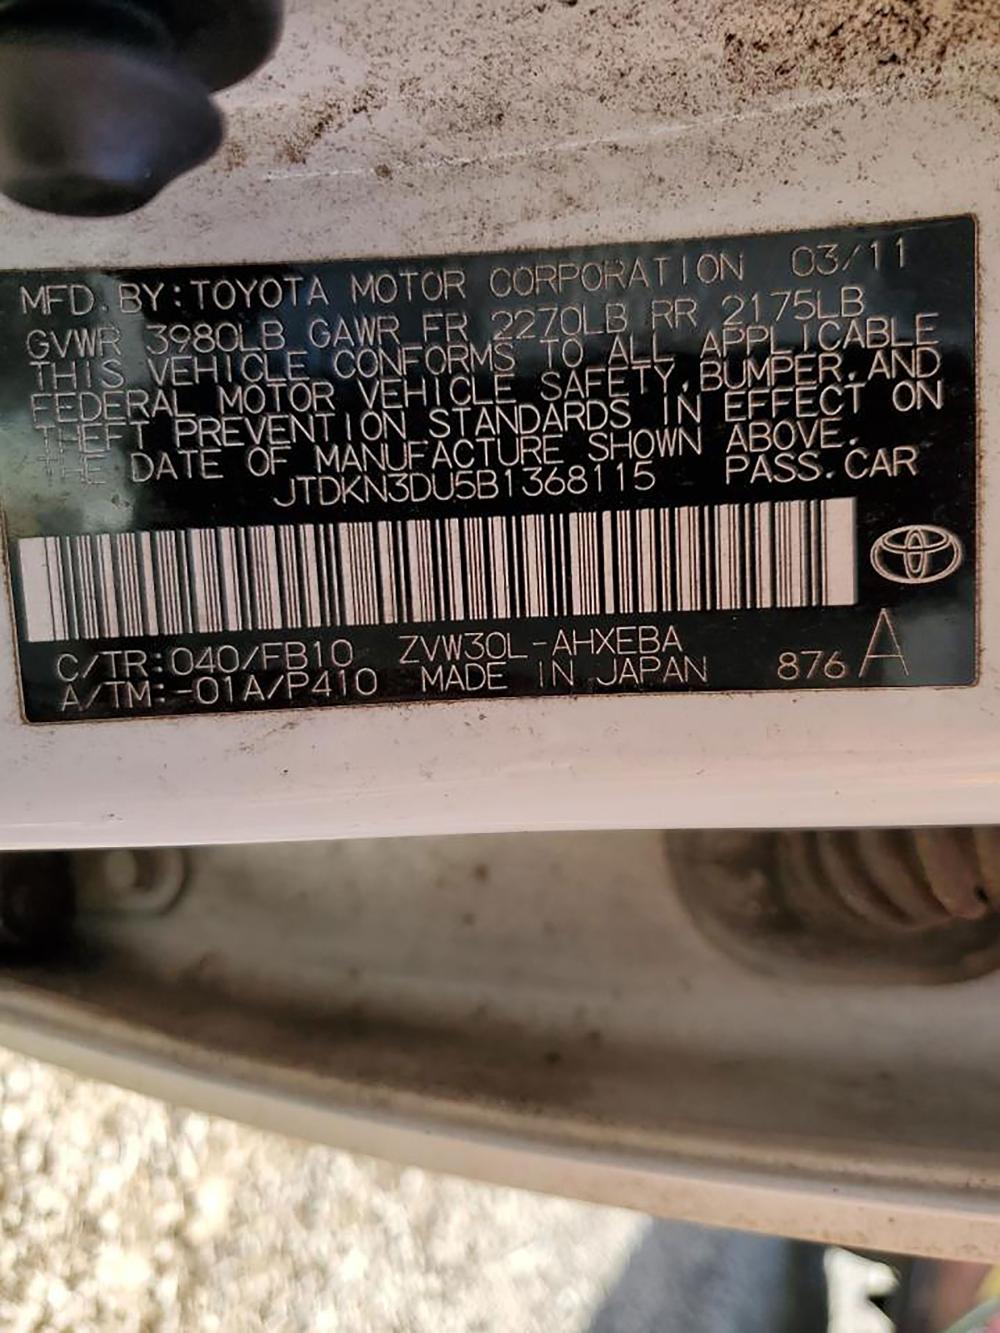 MFD. BY: TOYOTA MOTOR CORPORATION 03/11
GVWR 3980LB GAWR FR 2270LB RR 2175LB
THIS VEHICLE CONFORMS TO ALL APPLICABLE
FEDERAL MOTOR VEHICLE SAFETY, BUMPER, AND
THEFT PREVENTION STANDARDS IN EFFECT ON
THE DATE OF MANUFACTURE SHOWN ABOVE.
JTDKN3DU5B1368115 PASS. CAR
C/TR: 040/FB10 ZVW30L-AHXEBA
A/TM: -01A/P410 MADE IN JAPAN 876 A